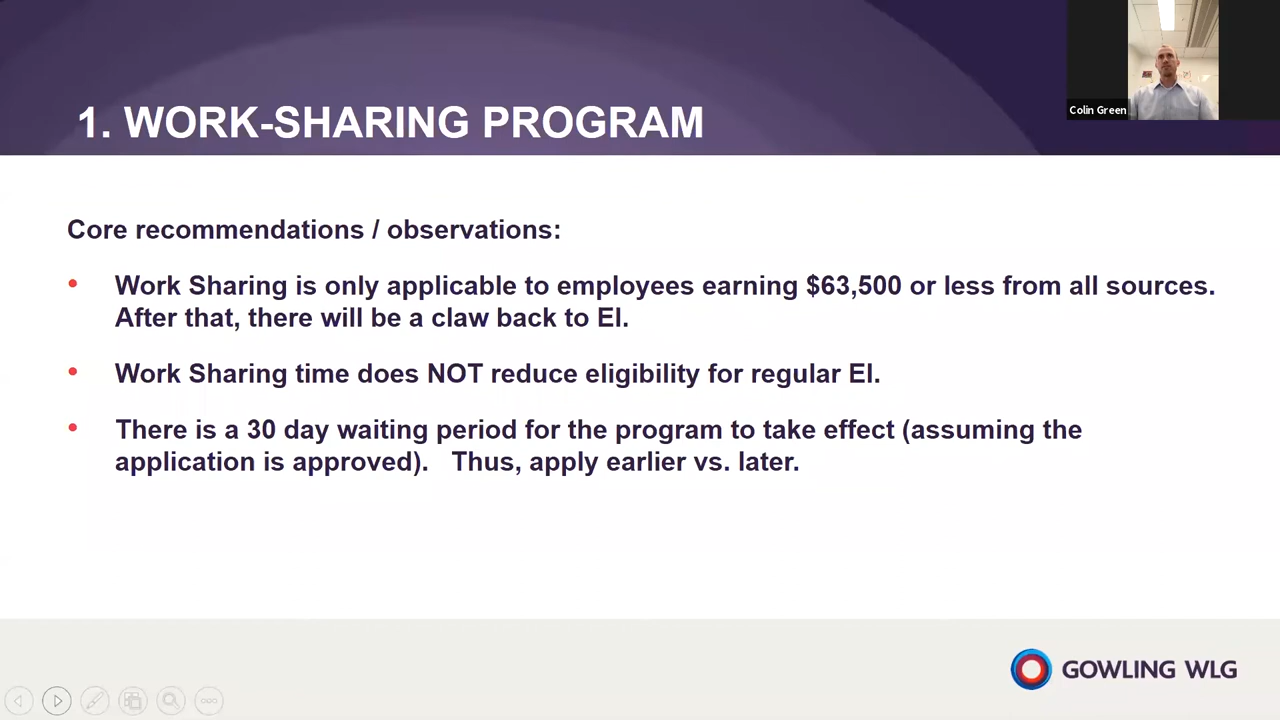 1. WORK-SHARING PROGRAM
Colin Green
Core recommendations / observations:
• Work Sharing is only applicable to employees earning $63,500 or less from all sources.
After that, there will be a claw back to EI.
• Work Sharing time does NOT reduce eligibility for regular EI.
• There is a 30 day waiting period for the program to take effect (assuming the
application is approved). Thus, apply earlier vs. later.
GOWLING WLG